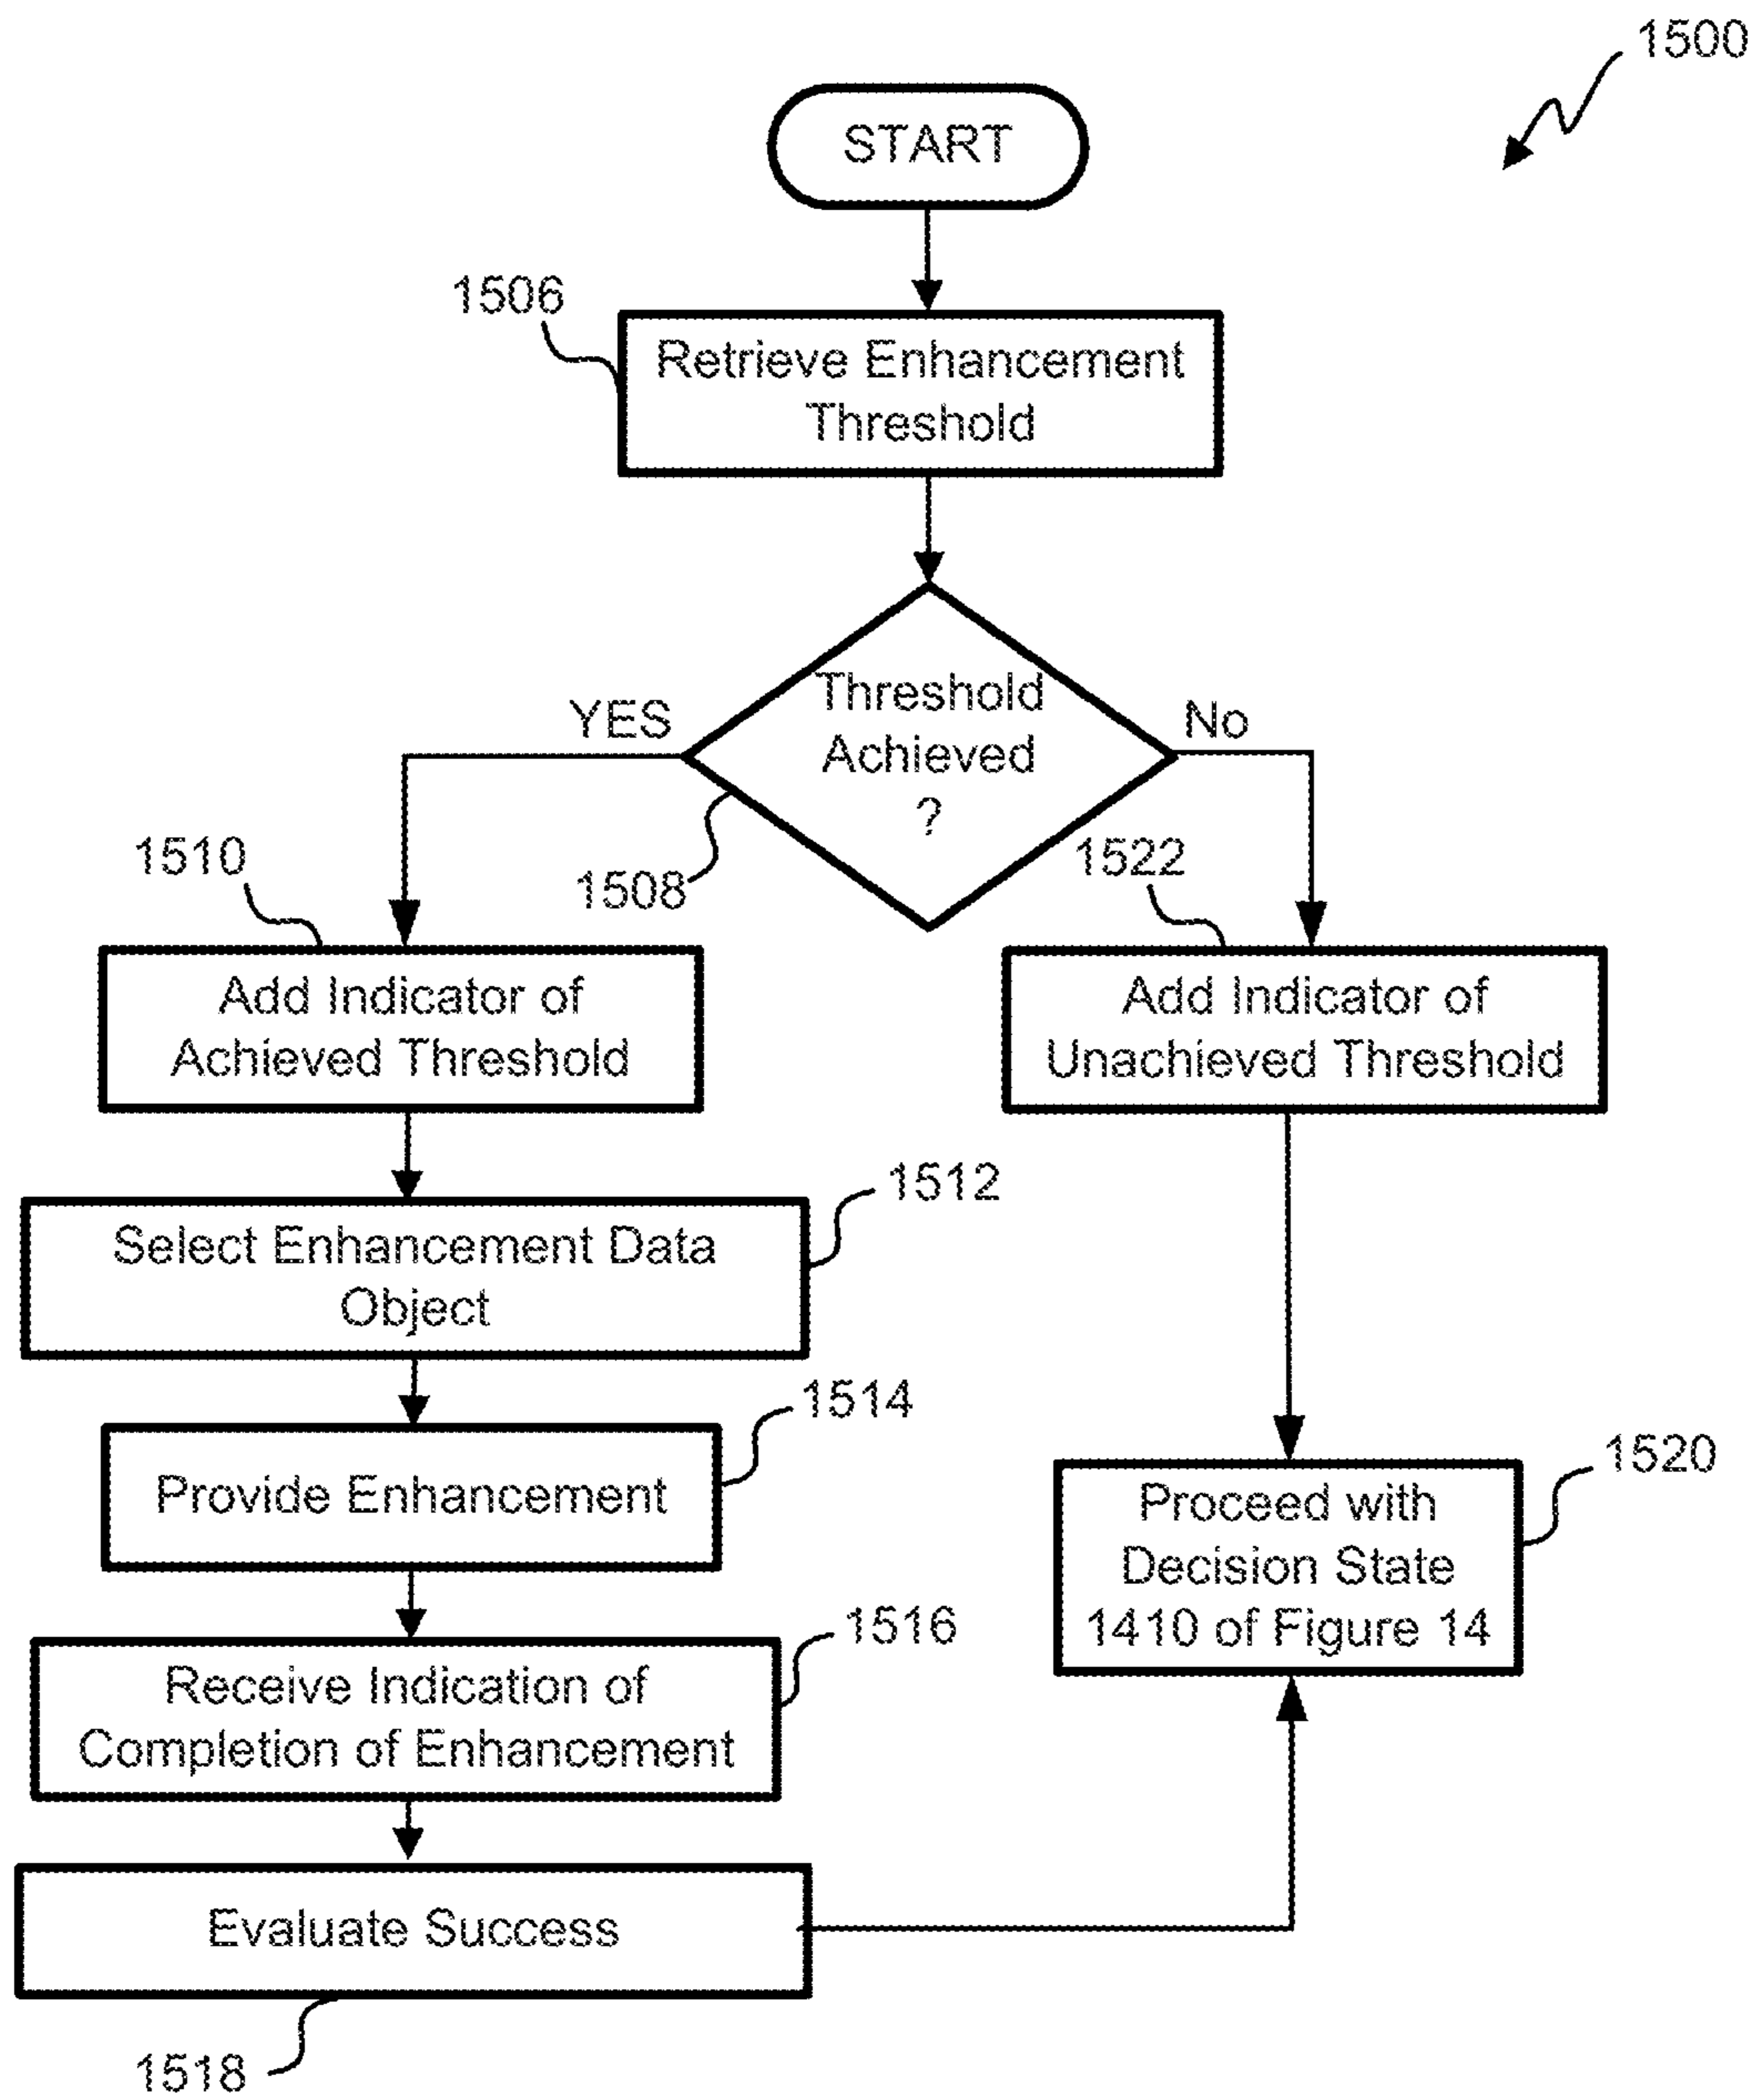 1500
START
1506
Retrieve Enhancement
Threshold
Threshold
Achieved
?
YES
No
1508
1510
Add Indicator of
Achieved Threshold
1522
Add Indicator of
Unachieved Threshold
1512
Select Enhancement Data
Object
1514
Provide Enhancement
1520
Proceed with
Decision State
1410 of Figure 14
1516
Receive Indication of
Completion of Enhancement
Evaluate Success
1518